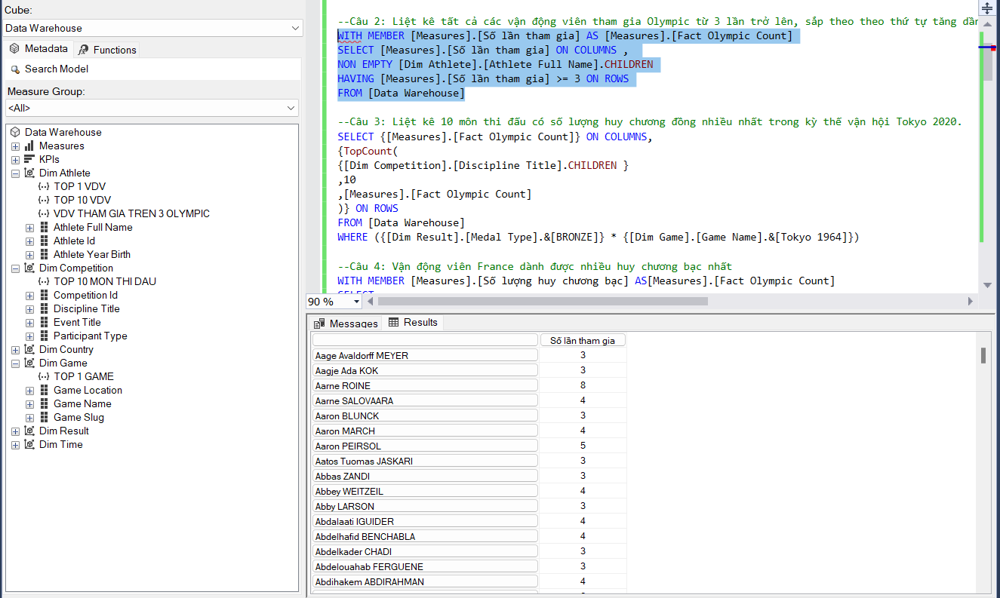 Cube:
Data Warehouse
Metadata
Functions
Search Model
Measure Group:
<All>
Data Warehouse
Measures
KPIs
Dim Athlete
TOP 1 VDV
TOP 10 VDV
VDV THAM GIA TREN 3 OLYMPIC
Athlete Full Name
Athlete Id
Athlete Year Birth
Dim Competition
TOP 10 MON THI DAU
Competition Id
Discipline Title
Event Title
Participant Type
Dim Country
Dim Game
TOP 1 GAME
Game Location
Game Name
Game Slug
Dim Result
Dim Time
--Câu 2: Liệt kê tất cả các vận động viên tham gia Olympic từ 3 lần trở lên, sắp theo theo thứ tự tăng dần
WITH MEMBER [Measures].[Số lần tham gia] AS [Measures].[Fact Olympic Count]
SELECT [Measures].[Số lần tham gia] ON COLUMNS ,
NON EMPTY [Dim Athlete].[Athlete Full Name].CHILDREN
HAVING [Measures].[Số lần tham gia] >= 3 ON ROWS
FROM [Data Warehouse]
--Câu 3: Liệt kê 10 môn thi đấu có số lượng huy chương đồng nhiều nhất trong kỳ thế vận hội Tokyo 2020.
SELECT {[Measures].[Fact Olympic Count]} ON COLUMNS,
{TopCount(
{[Dim Competition].[Discipline Title].CHILDREN }
,10
,[Measures].[Fact Olympic Count]
)} ON ROWS
FROM [Data Warehouse]
WHERE ({[Dim Result].[Medal Type].&[BRONZE]} * {[Dim Game].[Game Name].&[Tokyo 1964]})
--Câu 4: Vận động viên France dành được nhiều huy chương bạc nhất
WITH MEMBER [Measures].[Số lượng huy chương bạc] AS[Measures].[Fact Olympic Count]
SELECT
90 %
Messages
Results
Số lần tham gia
Aage Avaldorff MEYER 3
Aagje Ada KOK 3
Aarne ROINE 8
Aarne SALOVAARA 4
Aaron BLUNCK 3
Aaron MARCH 4
Aaron PEIRSOL 5
Aatos Tuomas JASKARI 3
Abbas ZANDI 3
Abbey WEITZEIL 4
Abby LARSON 3
Abdalaati IGUIDER 4
Abdelhafid BENCHABLA 4
Abdelkader CHADI 3
Abdelouahab FERGUENE 3
Abdihakem ABDIRAHMAN 4